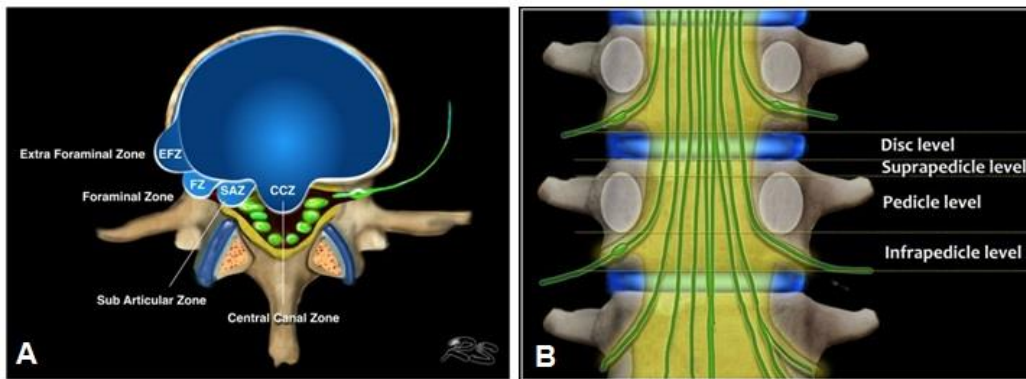 Extra Foraminal Zone
EFZ
FZ
SAZ
CCZ
Foraminal Zone
Sub Articular Zone
Central Canal Zone
A
RS
Disc level
Suprapedicle level
Pedicle level
Infrapedicle level
B